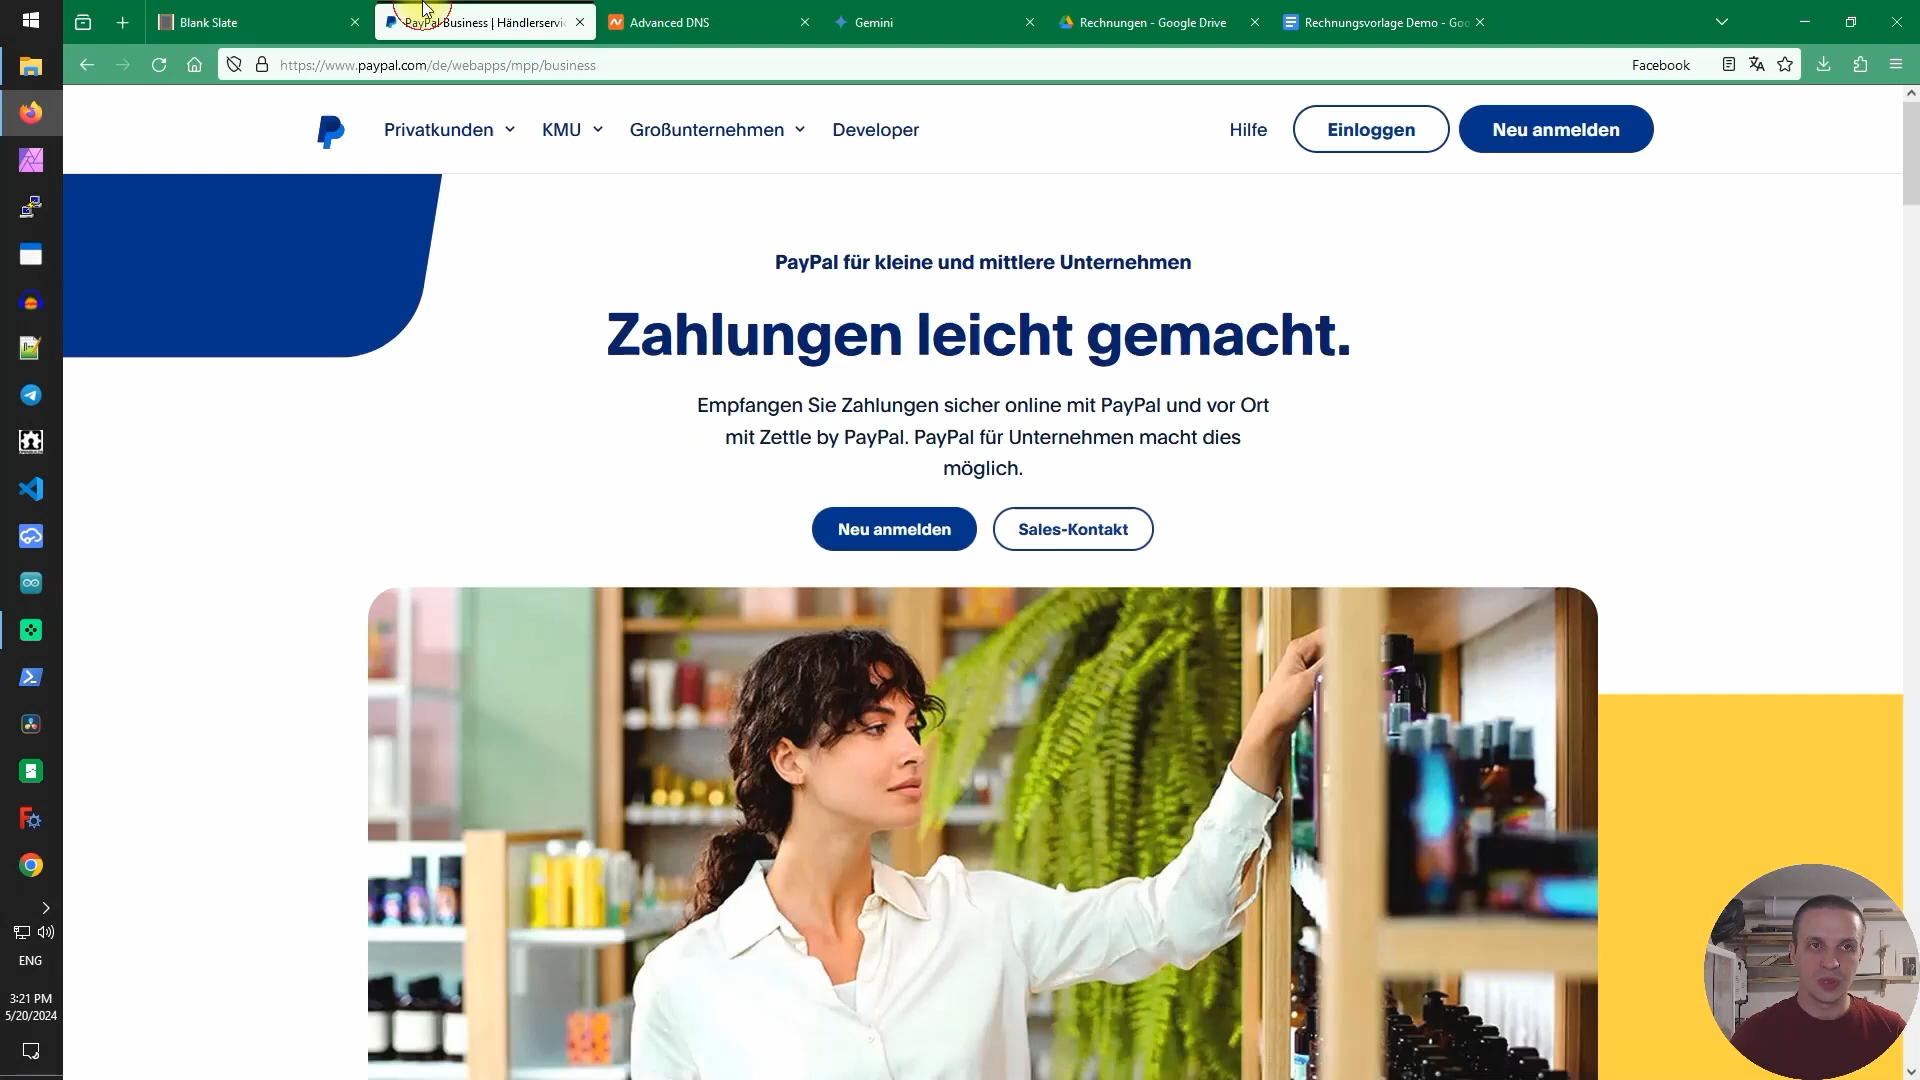 Blank Slate
PayPal Business | Händlerservic
Advanced DNS
Gemini
Rechnungen - Google Drive
Rechnungsvorlage Demo - Goo
https://www.paypal.com/de/webapps/mpp/business
Facebook
Privatkunden
KMU
Großunternehmen
Developer
Hilfe
Einloggen
Neu anmelden
PayPal für kleine und mittlere Unternehmen
Zahlungen leicht gemacht.
Empfangen Sie Zahlungen sicher online mit PayPal und vor Ort
mit Zettle by PayPal. PayPal für Unternehmen macht dies
möglich.
Neu anmelden
Sales-Kontakt
ENG
3:21 PM
5/20/2024